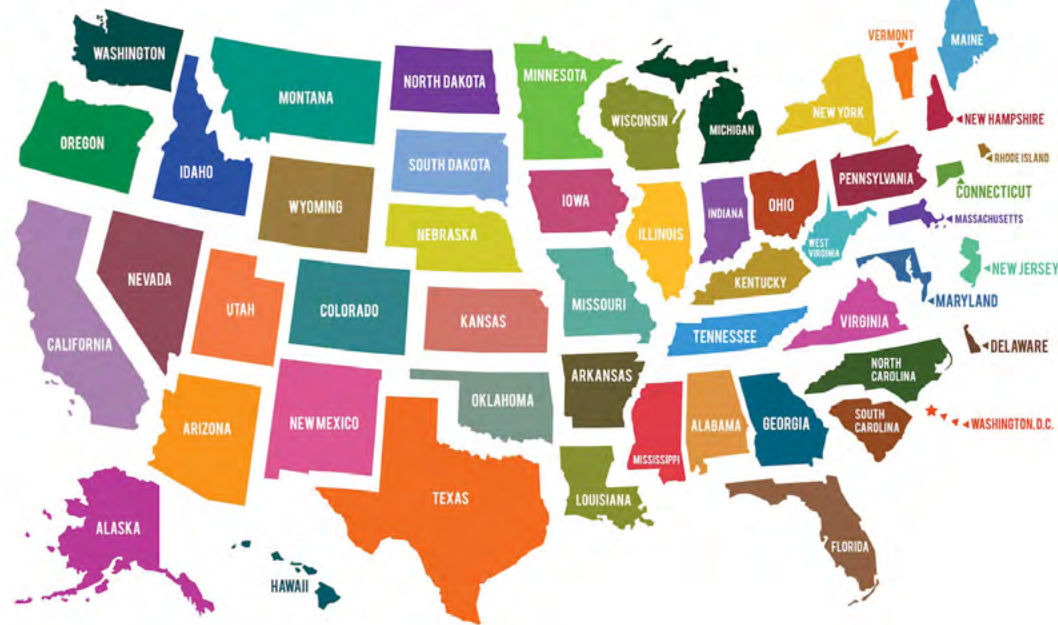 WASHINGTON
OREGON
IDAHO
MONTANA
WYOMING
NORTH DAKOTA
SOUTH DAKOTA
NEBRASKA
MINNESOTA
WISCONSIN
MICHIGAN
IOWA
ILLINOIS
INDIANA
OHIO
PENNSYLVANIA
NEW YORK
VERMONT
MAINE
NEW HAMPSHIRE
RHODE ISLAND
CONNECTICUT
MASSACHUSETTS
NEW JERSEY
MARYLAND
DELAWARE
WASHINGTON, D.C.
CALIFORNIA
NEVADA
UTAH
COLORADO
KANSAS
MISSOURI
KENTUCKY
WEST
VIRGINIA
VIRGINIA
TENNESSEE
NORTH
CAROLINA
SOUTH
CAROLINA
ARIZONA
NEW MEXICO
OKLAHOMA
ARKANSAS
MISSISSIPPI
ALABAMA
GEORGIA
TEXAS
LOUISIANA
FLORIDA
ALASKA
HAWAII